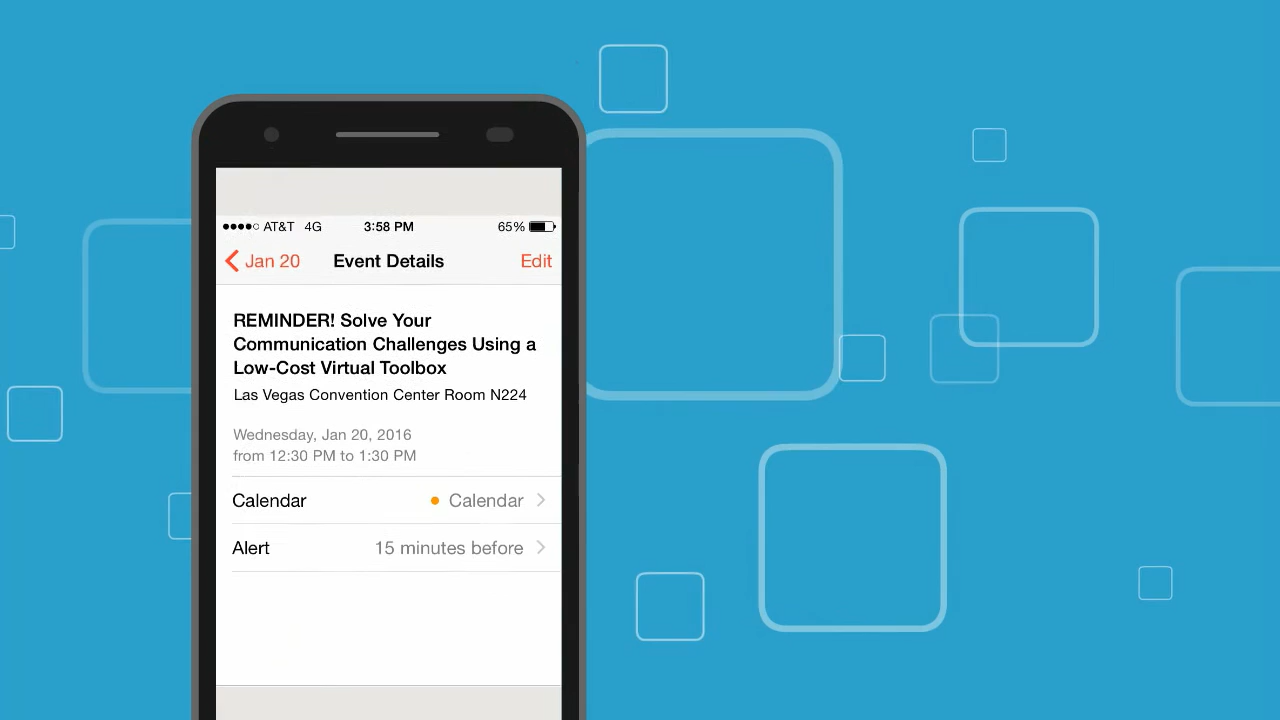 AT&T 4G 3:58 PM 65%
Jan 20 Event Details Edit
REMINDER! Solve Your
Communication Challenges Using a
Low-Cost Virtual Toolbox
Las Vegas Convention Center Room N224
Wednesday, Jan 20, 2016
from 12:30 PM to 1:30 PM
Calendar Calendar
Alert 15 minutes before